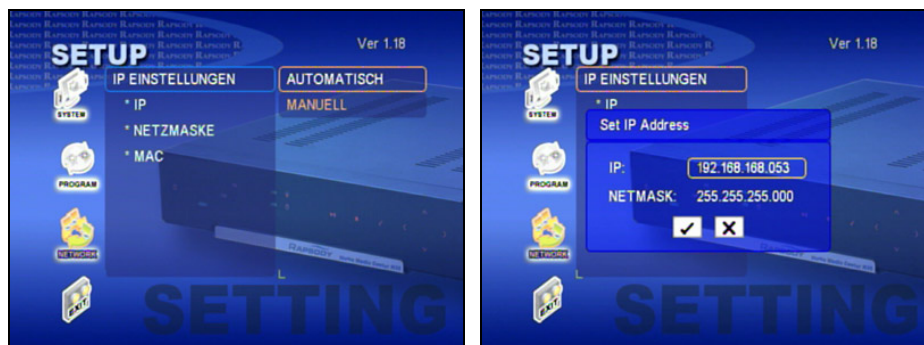 SETUP
Ver 1.18
IP EINSTELLUNGEN
AUTOMATISCH
* IP
MANUELL
* NETZMASKE
* MAC
SYSTEM
PROGRAM
NETWORK
EXIT
RAPSODY
SETTING
SETUP
Ver 1.18
IP EINSTELLUNGEN
* IP
Set IP Address
IP: 192.168.168.053
NETMASK: 255.255.255.000
SYSTEM
PROGRAM
NETWORK
EXIT
SETTING